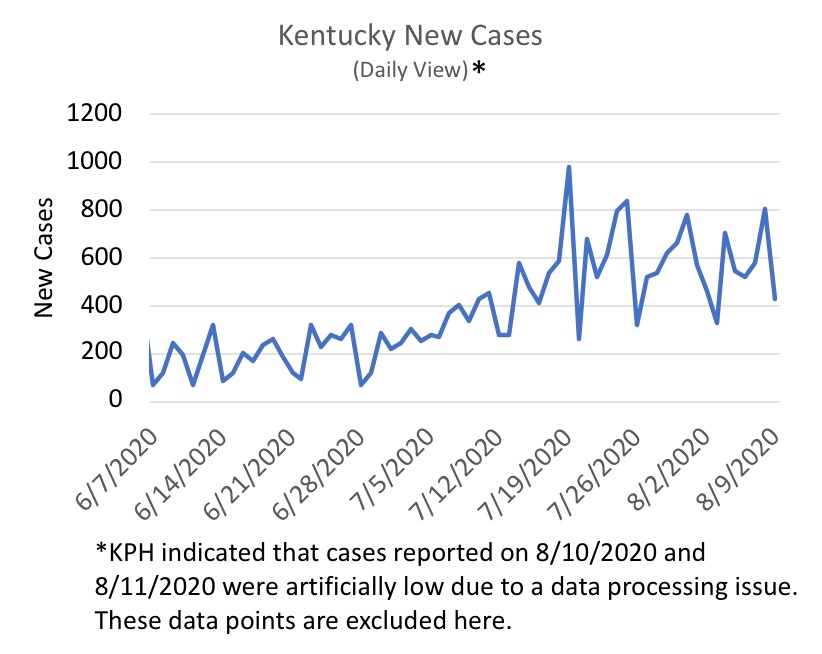 Kentucky New Cases
(Daily View)*
1200
1000
800
600
400
200
0
New Cases
6/7/2020
6/14/2020
6/21/2020
6/28/2020
7/5/2020
7/12/2020
7/19/2020
7/26/2020
8/2/2020
8/9/2020
*KPH indicated that cases reported on 8/10/2020 and
8/11/2020 were artificially low due to a data processing issue.
These data points are excluded here.